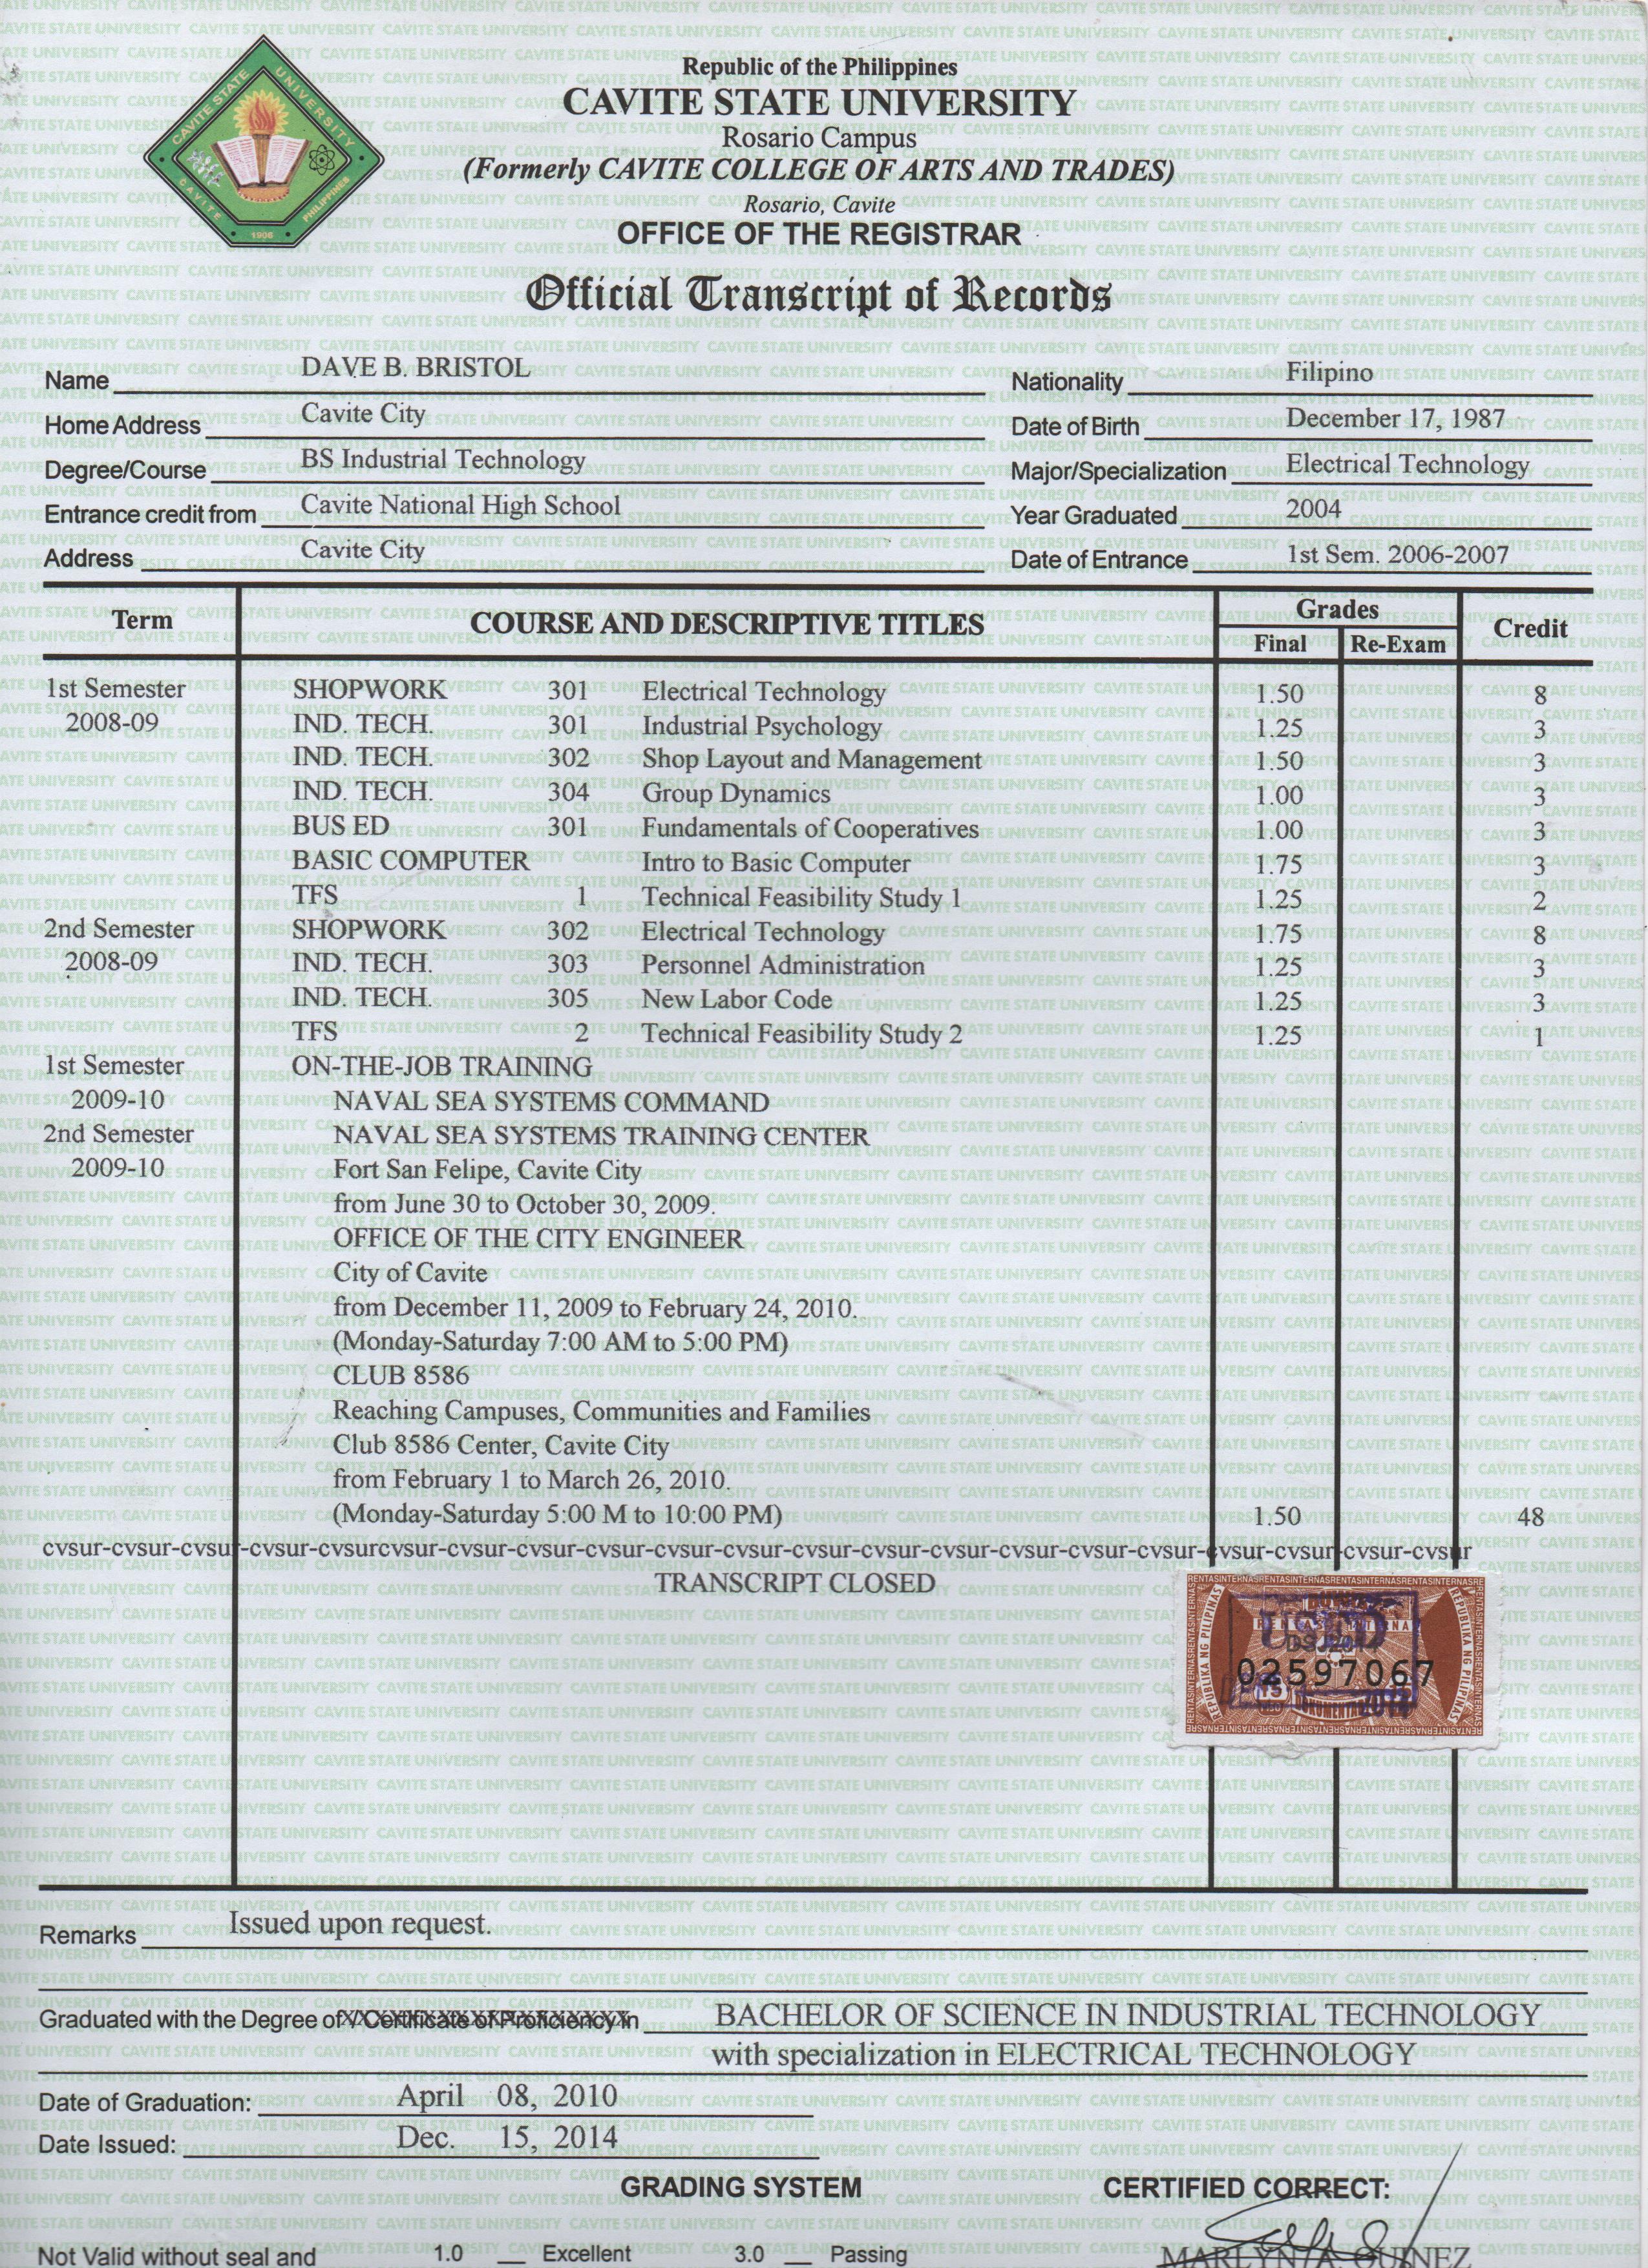 Republic of the Philippines
CAVITE STATE UNIVERSITY
Rosario Campus
(Formerly CAVITE COLLEGE OF ARTS AND TRADES)
Rosario, Cavite
OFFICE OF THE REGISTRAR
Official Transcript of Records
CAVITE STATE UNIVERSITY
CAVITE PHILIPPINES
1906
Name DAVE B. BRISTOL Nationality Filipino
Home Address Cavite City Date of Birth December 17, 1987
Degree/Course BS Industrial Technology Major/Specialization Electrical Technology
Entrance credit from Cavite National High School Year Graduated 2004
Address Cavite City Date of Entrance 1st Sem. 2006-2007
Term COURSE AND DESCRIPTIVE TITLES Grades Credit
Final Re-Exam
1st Semester SHOPWORK 301 Electrical Technology 1.50 8
2008-09 IND. TECH. 301 Industrial Psychology 1.25 3
IND. TECH. 302 Shop Layout and Management 1.50 3
IND. TECH. 304 Group Dynamics 1.00 3
BUS ED 301 Fundamentals of Cooperatives 1.00 3
BASIC COMPUTER Intro to Basic Computer 1.75 3
TFS 1 Technical Feasibility Study 1 1.25 2
2nd Semester SHOPWORK 302 Electrical Technology 1.75 8
2008-09 IND. TECH. 303 Personnel Administration 1.25 3
IND. TECH. 305 New Labor Code 1.25 3
TFS 2 Technical Feasibility Study 2 1.25 1
1st Semester ON-THE-JOB TRAINING
2009-10 NAVAL SEA SYSTEMS COMMAND
2nd Semester NAVAL SEA SYSTEMS TRAINING CENTER
2009-10 Fort San Felipe, Cavite City
from June 30 to October 30, 2009.
OFFICE OF THE CITY ENGINEER
City of Cavite
from December 11, 2009 to February 24, 2010.
(Monday-Saturday 7:00 AM to 5:00 PM)
CLUB 8586
Reaching Campuses, Communities and Families
Club 8586 Center, Cavite City
from February 1 to March 26, 2010.
(Monday-Saturday 5:00 M to 10:00 PM) 1.50 48
cvsur-cvsur-cvsur-cvsur-cvsurcvsur-cvsur-cvsur-cvsur-cvsur-cvsur-cvsur-cvsur-cvsur-cvsur-cvsur-cvsur-cvsur-cvsur-cvsur-cvsur
TRANSCRIPT CLOSED
REPUBLIKA NG PILIPINAS
USED
02597067
15
2014
Remarks Issued upon request.
Graduated with the Degree of / Certificate of Proficiency in BACHELOR OF SCIENCE IN INDUSTRIAL TECHNOLOGY
with specialization in ELECTRICAL TECHNOLOGY
Date of Graduation: April 08, 2010
Date Issued: Dec. 15, 2014
GRADING SYSTEM CERTIFIED CORRECT:
Not Valid without seal and 1.0 __ Excellent 3.0 __ Passing MARLYN A.